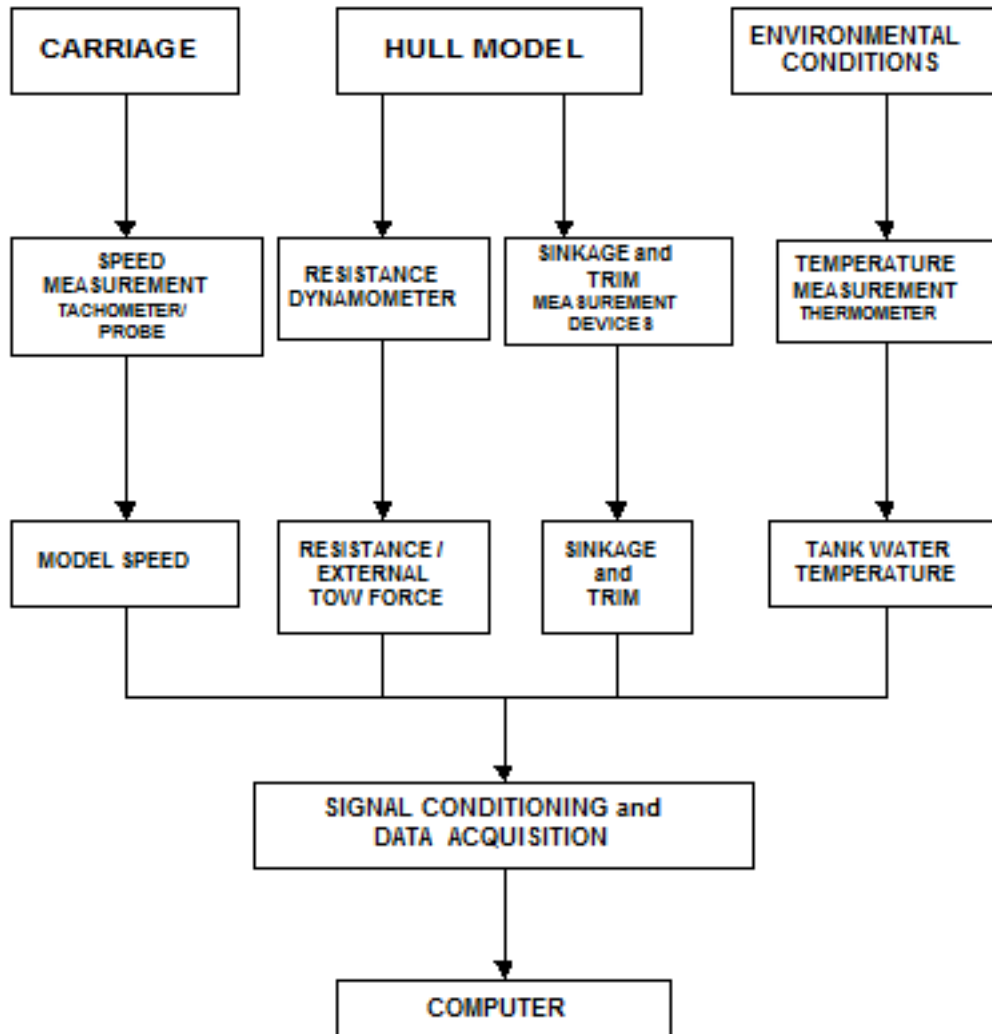 CARRIAGE
HULL MODEL
ENVIRONMENTAL
CONDITIONS
SPEED
MEASUREMENT
TACHOMETER/
PROBE
RESISTANCE
DYNAMOMETER
SINKAGE and
TRIM
MEASUREMENT
DEVICES
TEMPERATURE
MEASUREMENT
THERMOMETER
MODEL SPEED
RESISTANCE /
EXTERNAL
TOW FORCE
SINKAGE
and
TRIM
TANK WATER
TEMPERATURE
SIGNAL CONDITIONING and
DATA ACQUISITION
COMPUTER